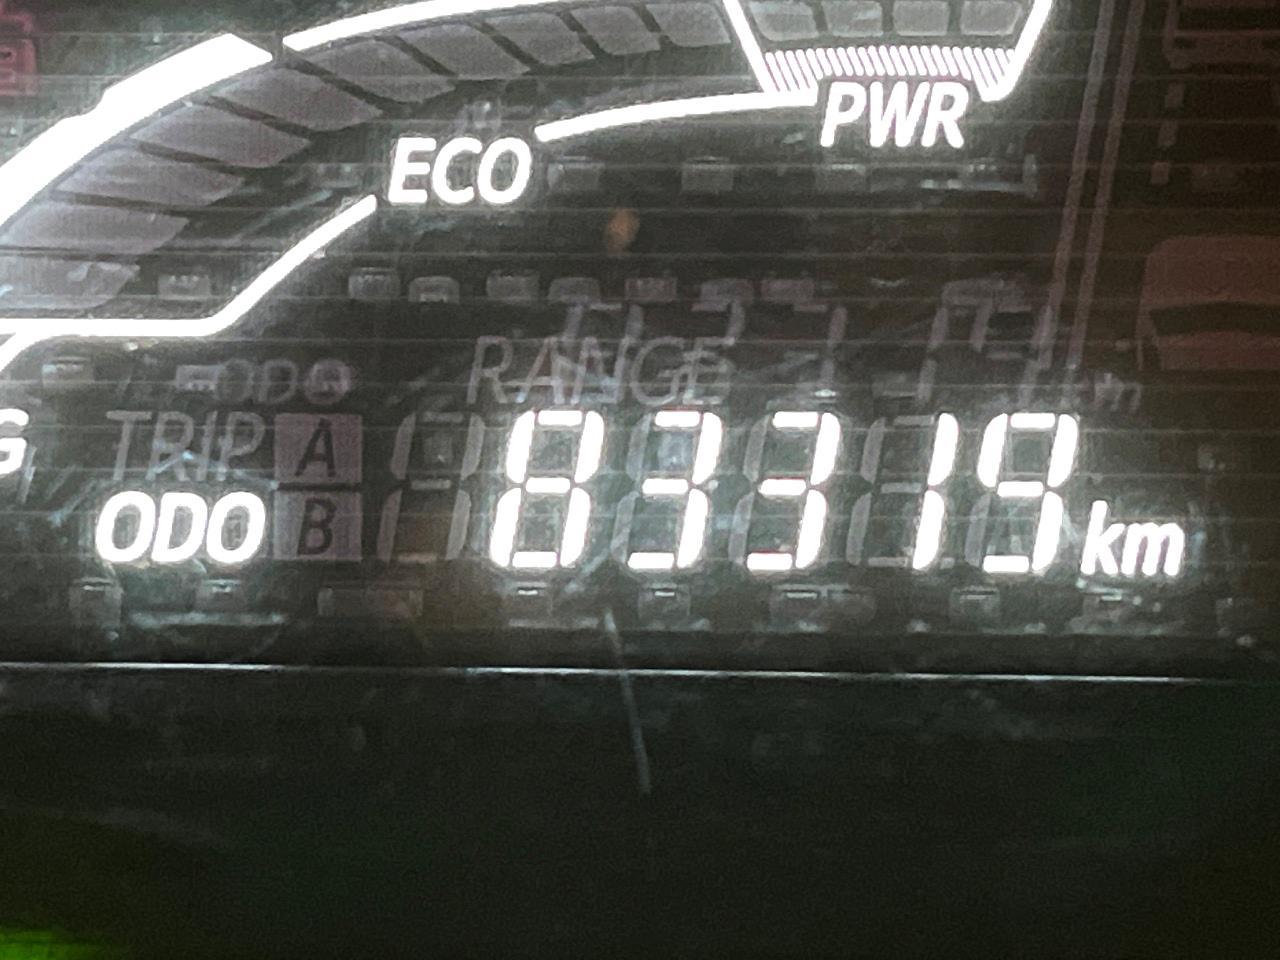 PWR
ECO
RANGE
TRIP A
ODO B 83319 km